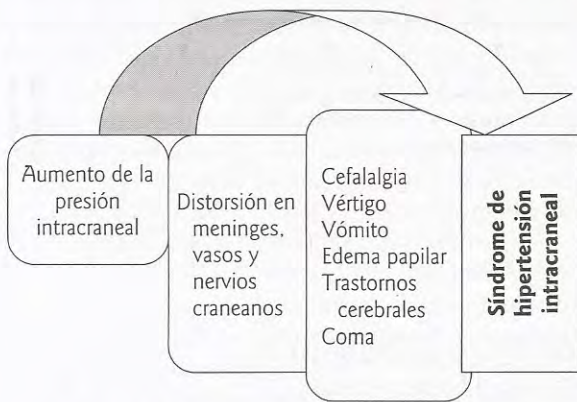 Aumento de la
presión
intracraneal
Distorsión en
meninges,
vasos y
nervios
craneanos
Cefalalgia
Vértigo
Vómito
Edema papilar
Trastornos
cerebrales
Coma
Síndrome de
hipertensión
intracraneal